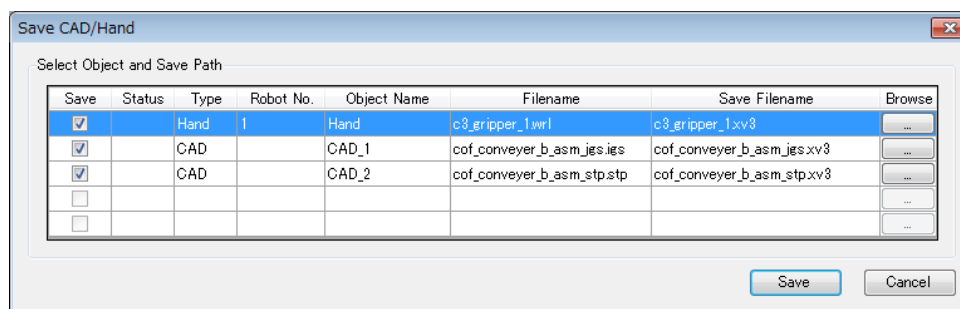 Save CAD/Hand
Select Object and Save Path
Save Status Type Robot No. Object Name Filename Save Filename Browse
Hand 1 Hand c3_gripper_1.wrl c3_gripper_1.xv3 ...
CAD CAD_1 cof_conveyer_b_asm_igs.igs cof_conveyer_b_asm_igs.xv3 ...
CAD CAD_2 cof_conveyer_b_asm_stp.stp cof_conveyer_b_asm_stp.xv3 ...
...
...
Save Cancel